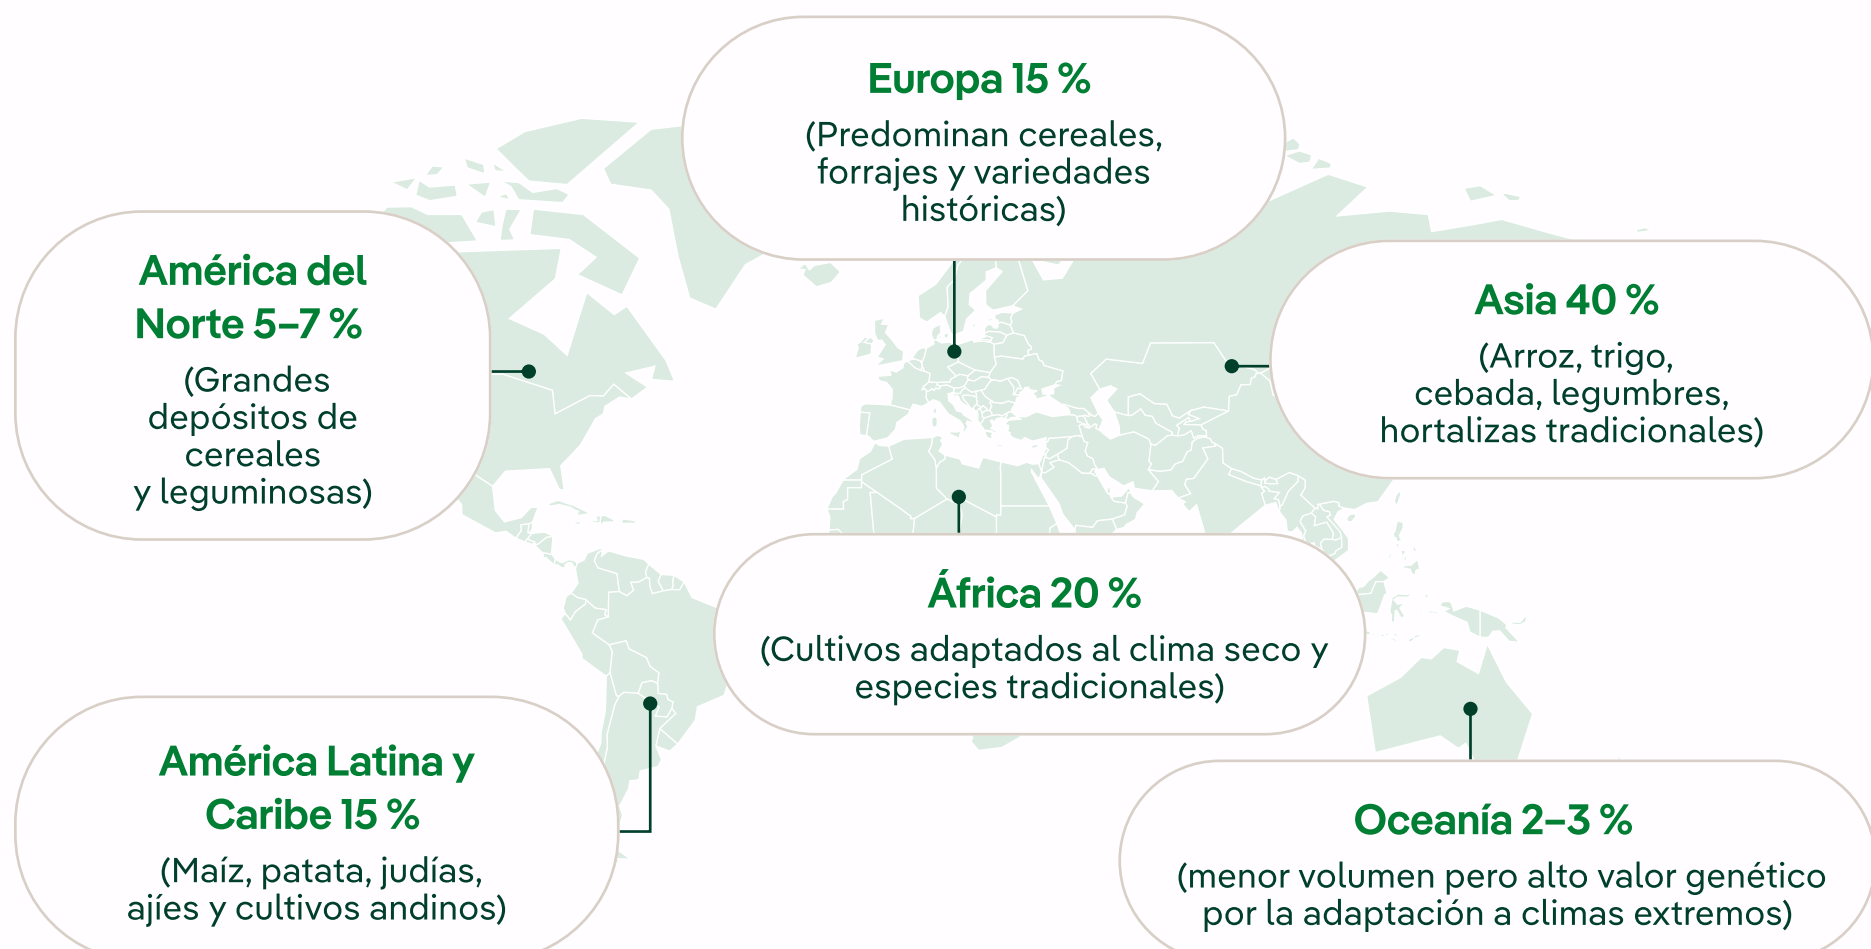 Europa 15 %
(Predominan cereales,
forrajes y variedades
históricas)
América del
Norte 5–7 %
(Grandes
depósitos de
cereales
y leguminosas)
Asia 40 %
(Arroz, trigo,
cebada, legumbres,
hortalizas tradicionales)
África 20 %
(Cultivos adaptados al clima seco y
especies tradicionales)
América Latina y
Caribe 15 %
(Maíz, patata, judías,
ajíes y cultivos andinos)
Oceanía 2–3 %
(menor volumen pero alto valor genético
por la adaptación a climas extremos)